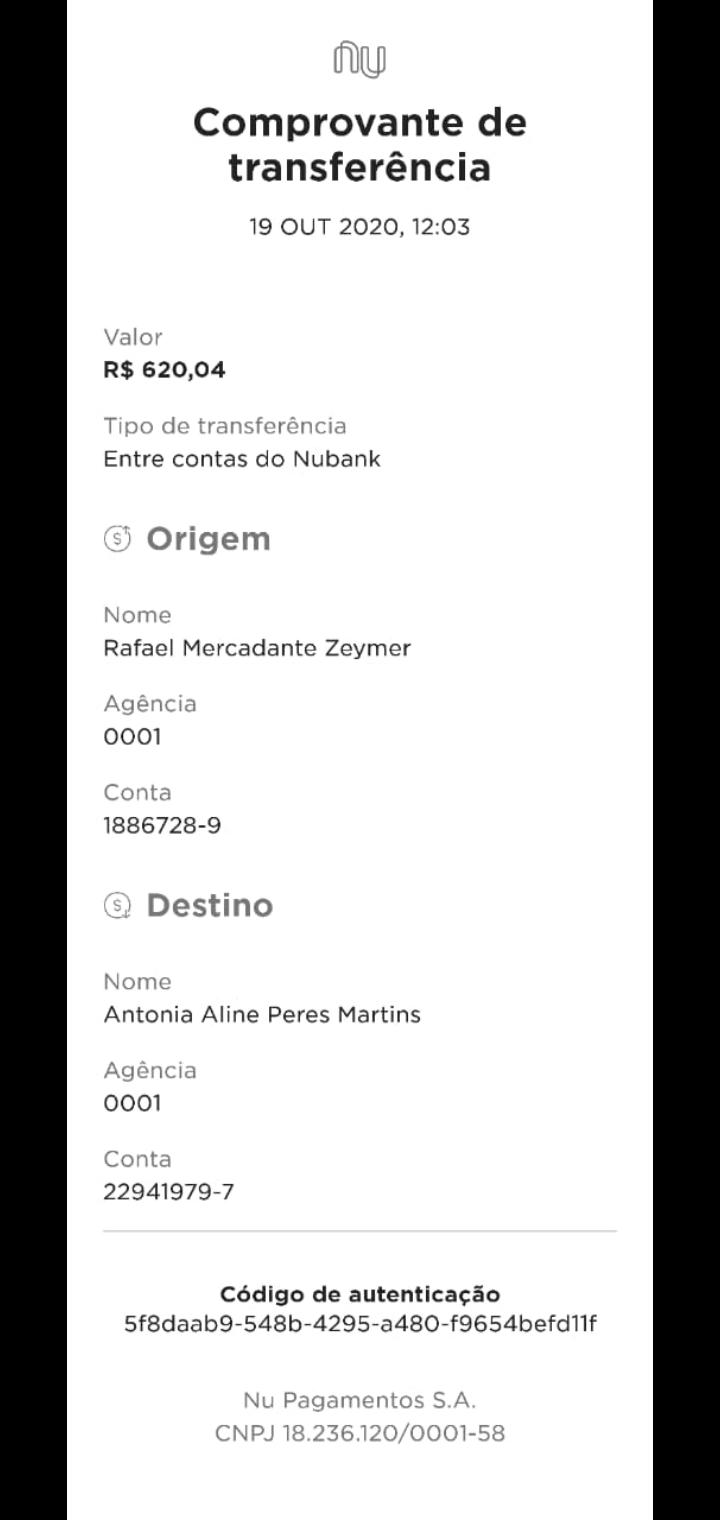 nu
Comprovante de
transferência
19 OUT 2020, 12:03
Valor
R$ 620,04
Tipo de transferência
Entre contas do Nubank
Origem
Nome
Rafael Mercadante Zeymer
Agência
0001
Conta
1886728-9
Destino
Nome
Antonia Aline Peres Martins
Agência
0001
Conta
22941979-7
Código de autenticação
5f8daab9-548b-4295-a480-f9654befd11f
Nu Pagamentos S.A.
CNPJ 18.236.120/0001-58